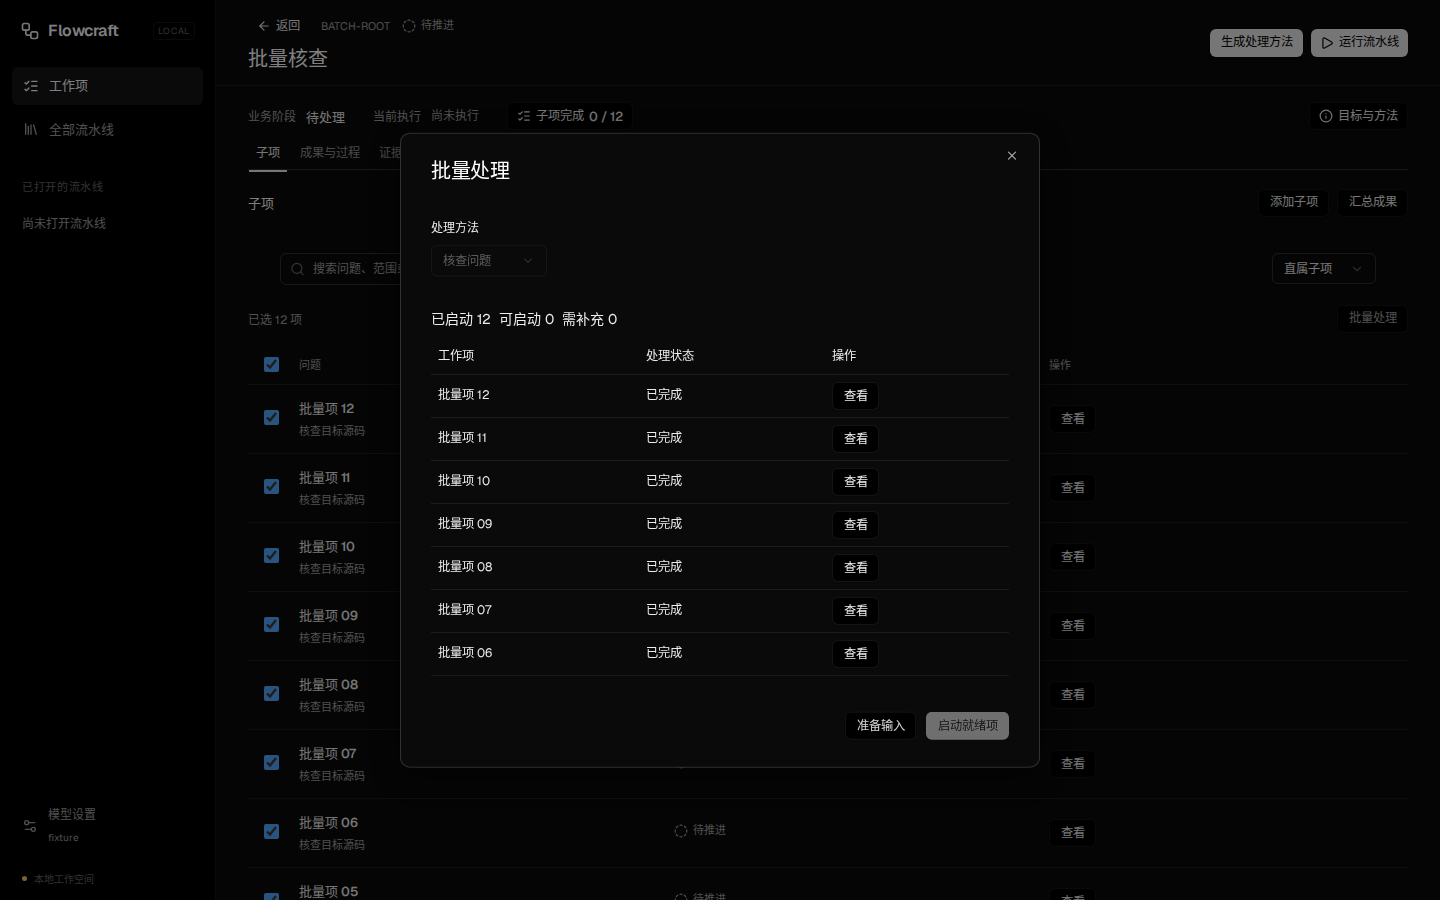 Flowcraft
LOCAL
工作项
全部流水线
已打开的流水线
尚未打开流水线
模型设置
fixture
本地工作空间
返回
BATCH-ROOT
待推进
批量核查
生成处理方法
运行流水线
业务阶段 待处理
当前执行 尚未执行
子项完成 0 / 12
目标与方法
子项
成果与过程
子项
添加子项
汇总成果
搜索问题、范围
直属子项
已选 12 项
批量处理
问题
操作
批量项 12
核查目标源码
查看
批量项 11
核查目标源码
查看
批量项 10
核查目标源码
查看
批量项 09
核查目标源码
查看
批量项 08
核查目标源码
查看
批量项 07
核查目标源码
查看
批量项 06
核查目标源码
待推进
查看
批量项 05
待推进
查看
批量处理
处理方法
核查问题
已启动 12 可启动 0 需补充 0
工作项 处理状态 操作
批量项 12 已完成 查看
批量项 11 已完成 查看
批量项 10 已完成 查看
批量项 09 已完成 查看
批量项 08 已完成 查看
批量项 07 已完成 查看
批量项 06 已完成 查看
准备输入
启动就绪项